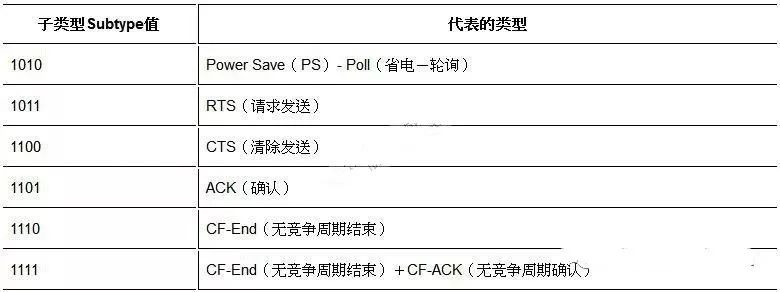 子类型Subtype值 代表的类型
1010 Power Save（PS）- Poll（省电－轮询）
1011 RTS（请求发送）
1100 CTS（清除发送）
1101 ACK（确认）
1110 CF-End（无竞争周期结束）
1111 CF-End（无竞争周期结束）＋CF-ACK（无竞争周期确认）